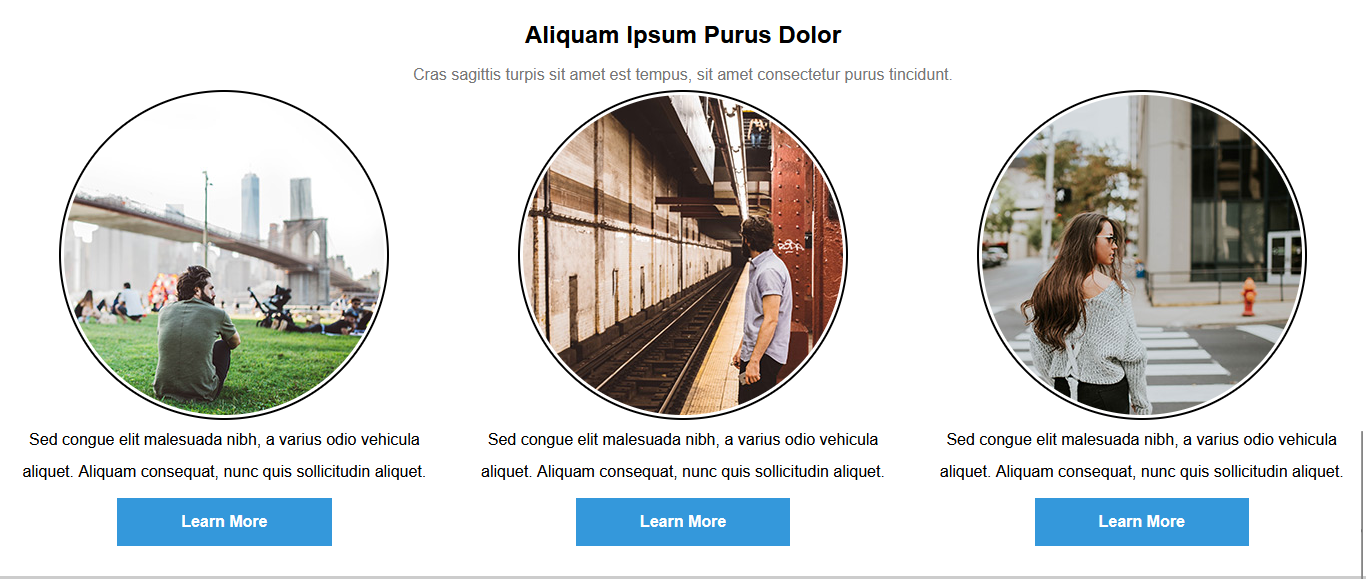 Aliquam Ipsum Purus Dolor
Cras sagittis turpis sit amet est tempus, sit amet consectetur purus tincidunt.
Sed congue elit malesuada nibh, a varius odio vehicula
aliquet. Aliquam consequat, nunc quis sollicitudin aliquet.
Learn More
Sed congue elit malesuada nibh, a varius odio vehicula
aliquet. Aliquam consequat, nunc quis sollicitudin aliquet.
Learn More
Sed congue elit malesuada nibh, a varius odio vehicula
aliquet. Aliquam consequat, nunc quis sollicitudin aliquet.
Learn More